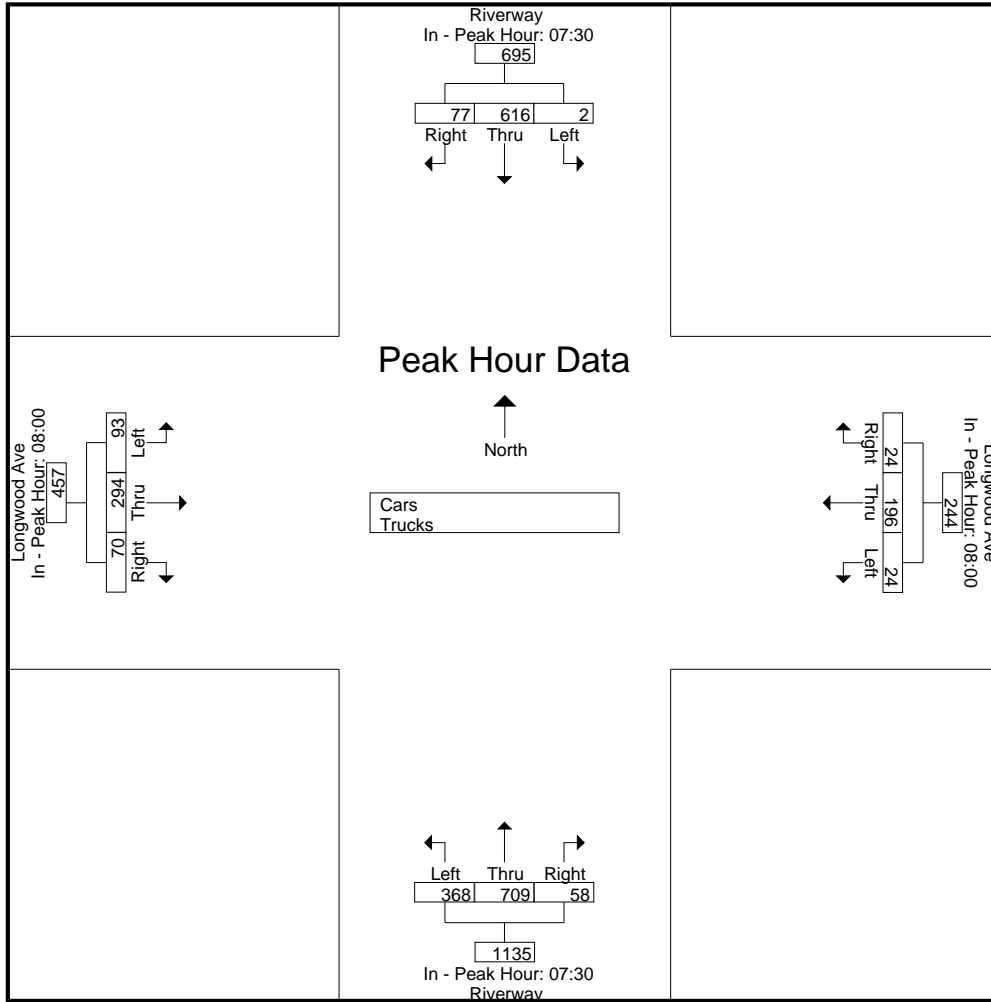 Riverway
In - Peak Hour: 07:30
695
77 616 2
Right Thru Left
Peak Hour Data
North
Cars
Trucks
Longwood Ave
In - Peak Hour: 08:00
457
93 294 70
Left Thru Right
Longwood Ave
In - Peak Hour: 08:00
244
24 196 24
Right Thru Left
Left Thru Right
368 709 58
1135
In - Peak Hour: 07:30
Riverway